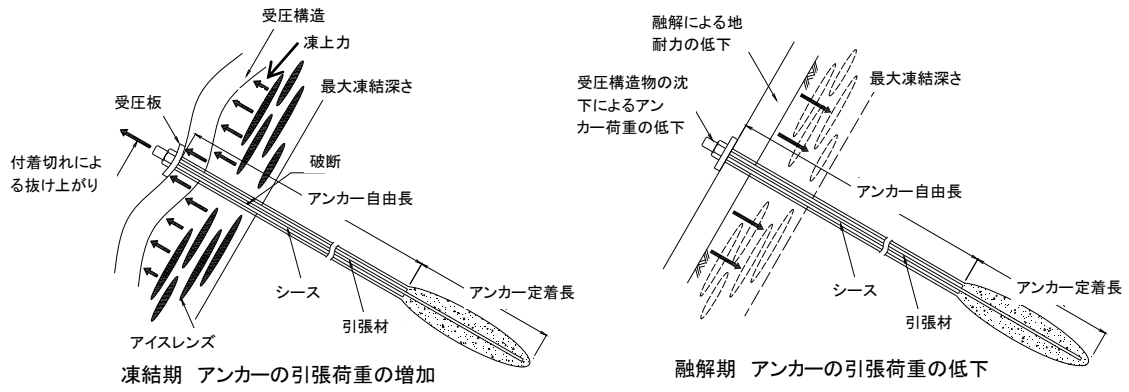 受圧構造
凍上力
最大凍結深さ
受圧板
付着切れによ
る抜け上がり
破断
アンカー自由長
アンカー定着長
シース
引張材
アイスレンズ
凍結期 アンカーの引張荷重の増加
融解による地
耐力の低下
受圧構造物の沈
下によるアン
カー荷重の低下
最大凍結深さ
アンカー自由長
アンカー定着長
シース
引張材
融解期 アンカーの引張荷重の低下